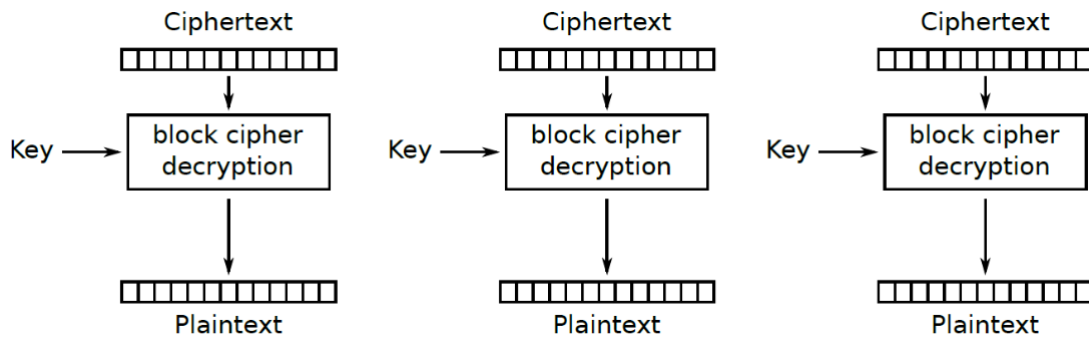 Ciphertext
Ciphertext
Ciphertext
Key
block cipher
decryption
Key
block cipher
decryption
Key
block cipher
decryption
Plaintext
Plaintext
Plaintext